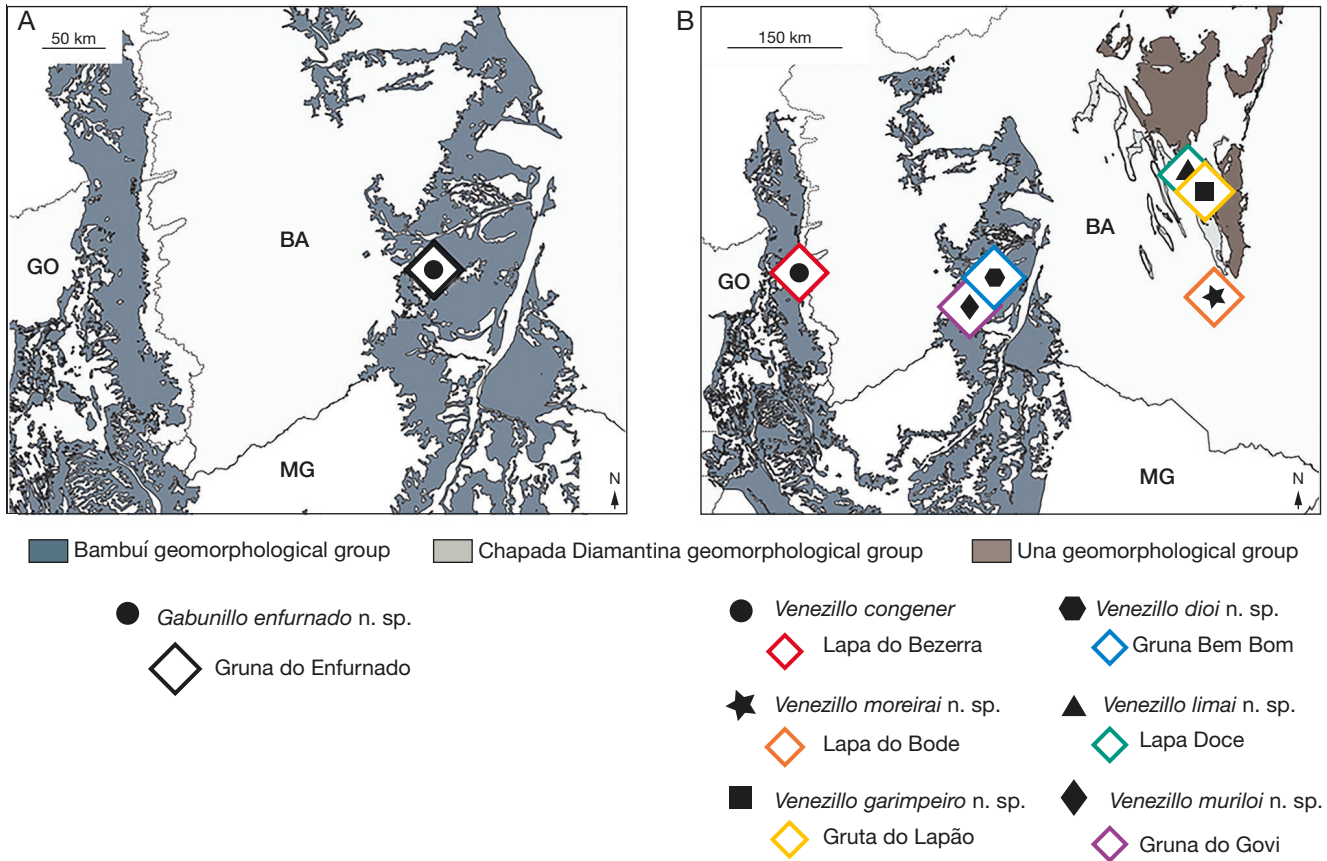 A
50 km
BA
GO
MG
N
B
150 km
BA
GO
MG
N
Bambuí geomorphological group
Chapada Diamantina geomorphological group
Una geomorphological group
Gabunillo enfurnado n. sp.
Gruna do Enfurnado
Venezillo congener
Lapa do Bezerra
Venezillo dioi n. sp.
Gruna Bem Bom
Venezillo moreirai n. sp.
Lapa do Bode
Venezillo limai n. sp.
Lapa Doce
Venezillo garimpeiro n. sp.
Gruta do Lapão
Venezillo muriloi n. sp.
Gruna do Govi